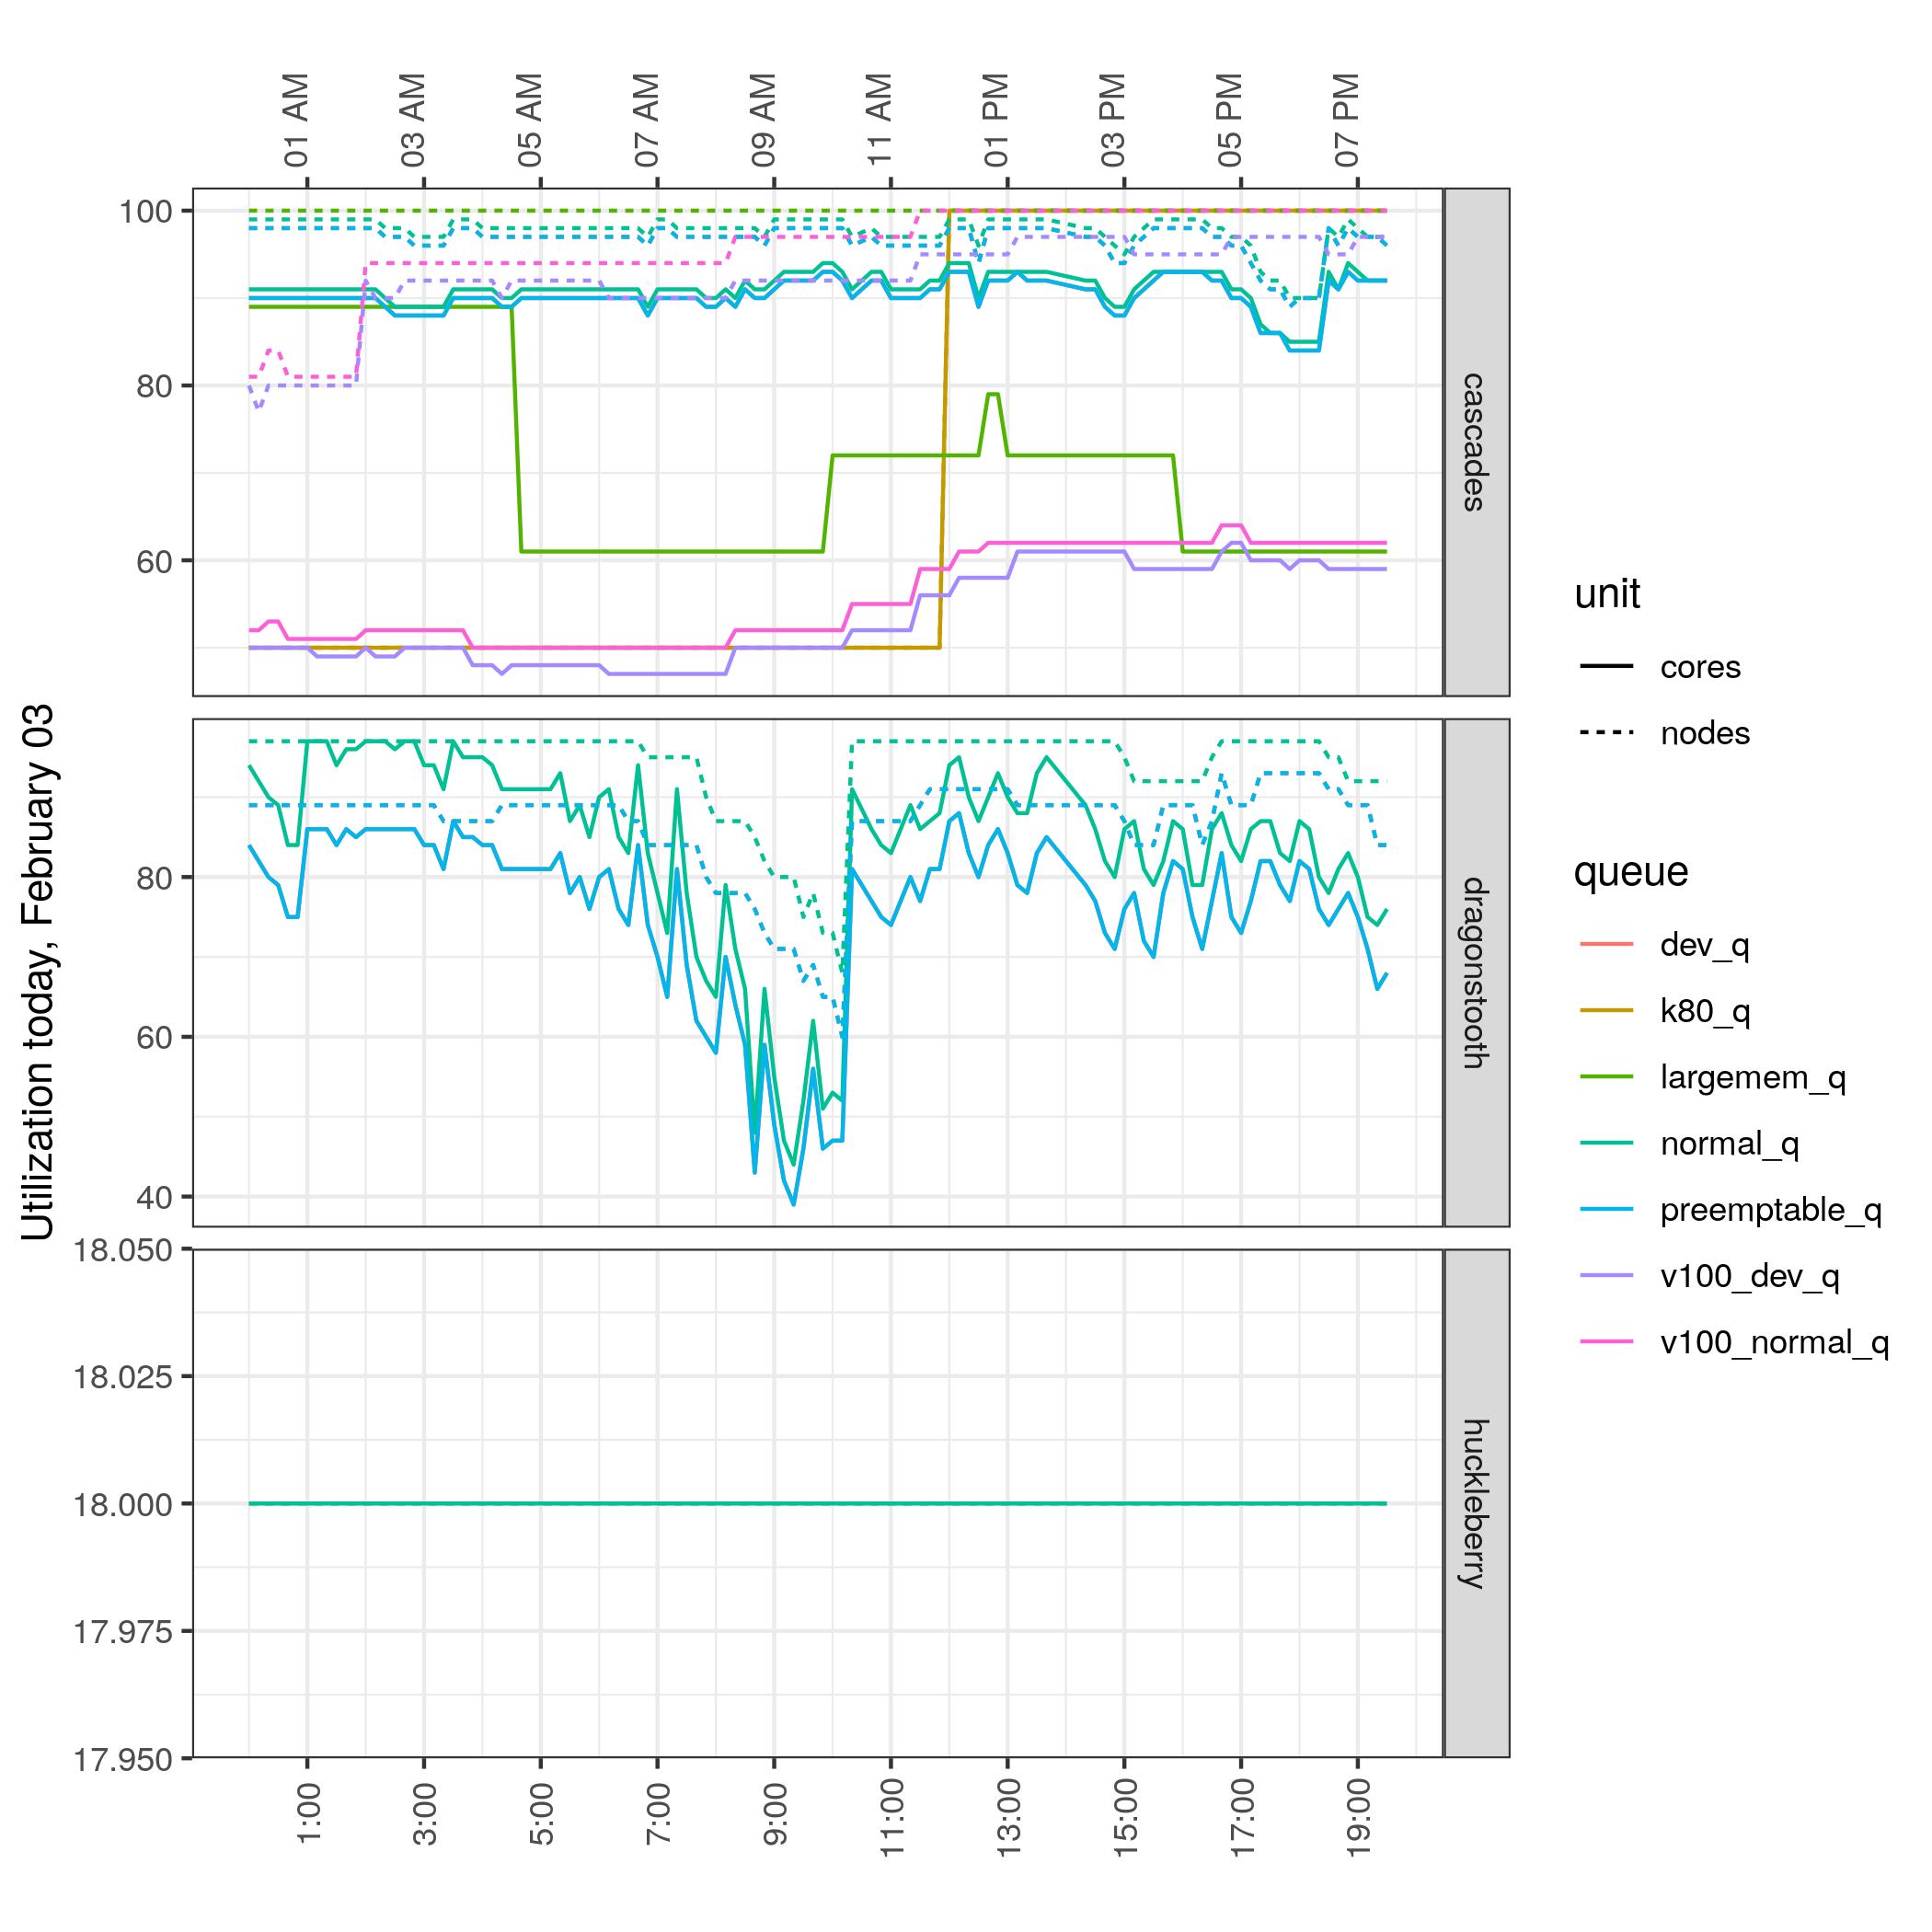 01 AM
03 AM
05 AM
07 AM
09 AM
11 AM
01 PM
03 PM
05 PM
07 PM
Utilization today, February 03
100
80
60
cascades
80
60
40
dragonstooth
18.050
18.025
18.000
17.975
17.950
huckleberry
1:00
3:00
5:00
7:00
9:00
11:00
13:00
15:00
17:00
19:00
unit
cores
nodes
queue
dev_q
k80_q
largemem_q
normal_q
preemptable_q
v100_dev_q
v100_normal_q